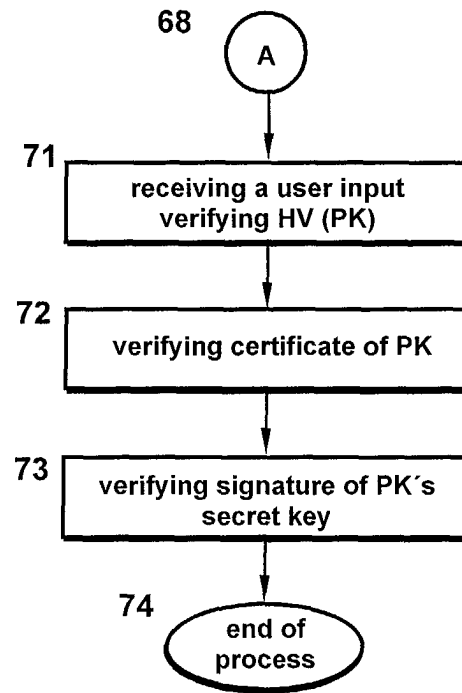 68
A
71
receiving a user input
verifying HV (PK)
72
verifying certificate of PK
73
verifying signature of PK´s
secret key
74
end of
process